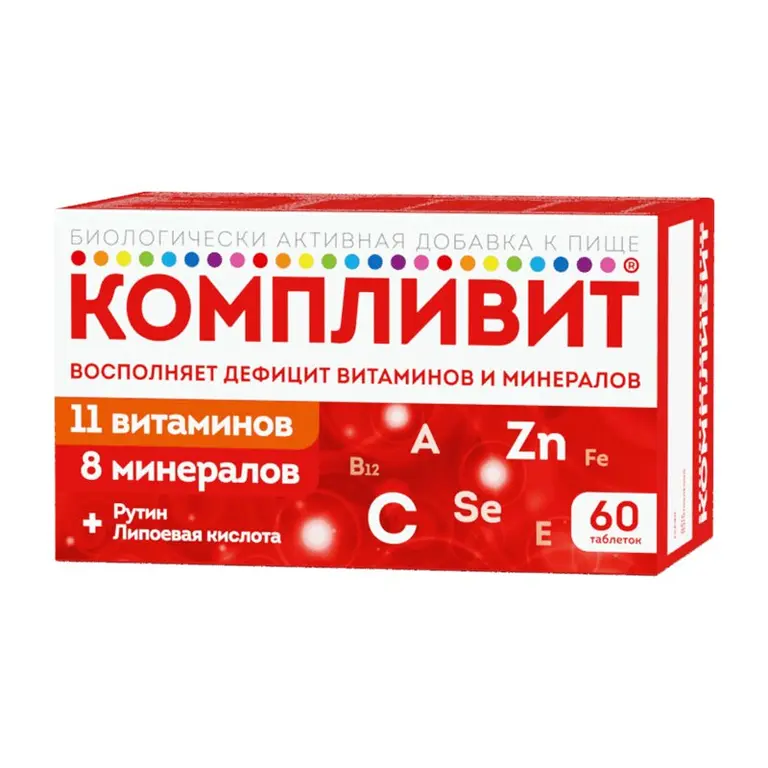 БИОЛОГИЧЕСКИ АКТИВНАЯ ДОБАВКА К ПИЩЕ
КОМПЛИВИТ®
ВОСПОЛНЯЕТ ДЕФИЦИТ ВИТАМИНОВ И МИНЕРАЛОВ
11 витаминов
8 минералов
+ Рутин
Липоевая кислота
A
Zn
B12
Fe
C
Se
E
60
таблеток
КОМПЛИВИТ